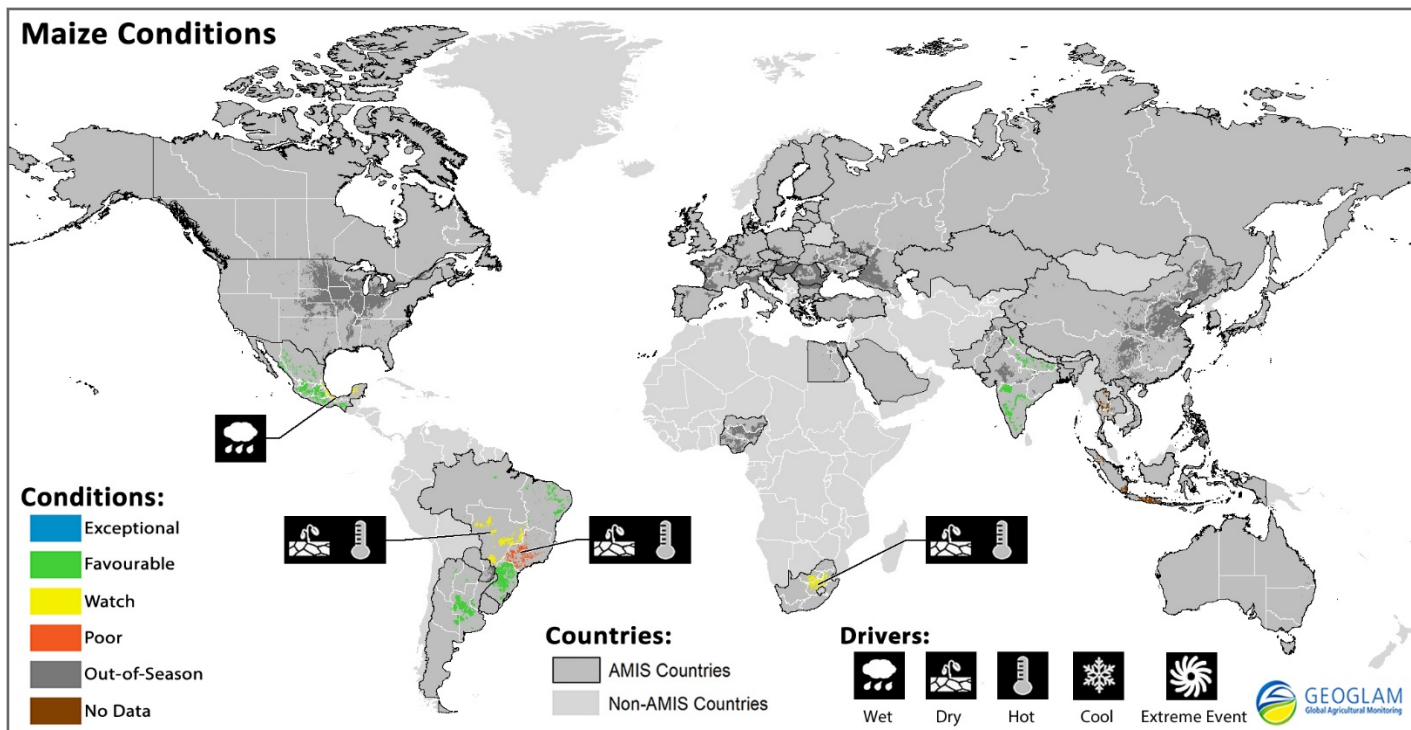 Maize Conditions
Conditions:
Exceptional
Favourable
Watch
Poor
Out-of-Season
No Data
Countries:
AMIS Countries
Non-AMIS Countries
Drivers:
Wet
Dry
Hot
Cool
Extreme Event
GEOGLAM
Global Agricultural Monitoring